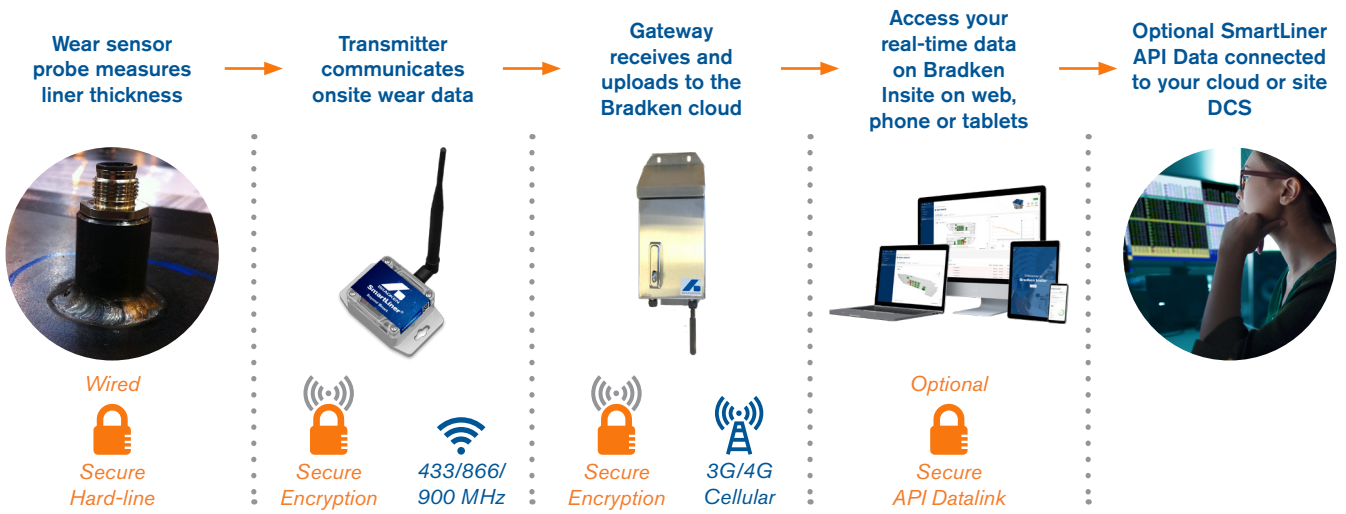 Wear sensor
probe measures
liner thickness
Transmitter
communicates
onsite wear data
Gateway
receives and
uploads to the
Bradken cloud
Access your
real-time data
on Bradken
Insite on web,
phone or tablets
Optional SmartLiner
API Data connected
to your cloud or site
DCS
SmartLiner®
Wired
Secure
Hard-line
Secure
Encryption
433/866/
900 MHz
Secure
Encryption
3G/4G
Cellular
Optional
Secure
API Datalink